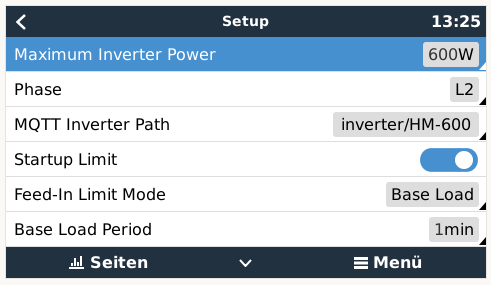 Setup 13:25
Maximum Inverter Power 600W
Phase L2
MQTT Inverter Path inverter/HM-600
Startup Limit
Feed-In Limit Mode Base Load
Base Load Period 1min
Seiten Menü